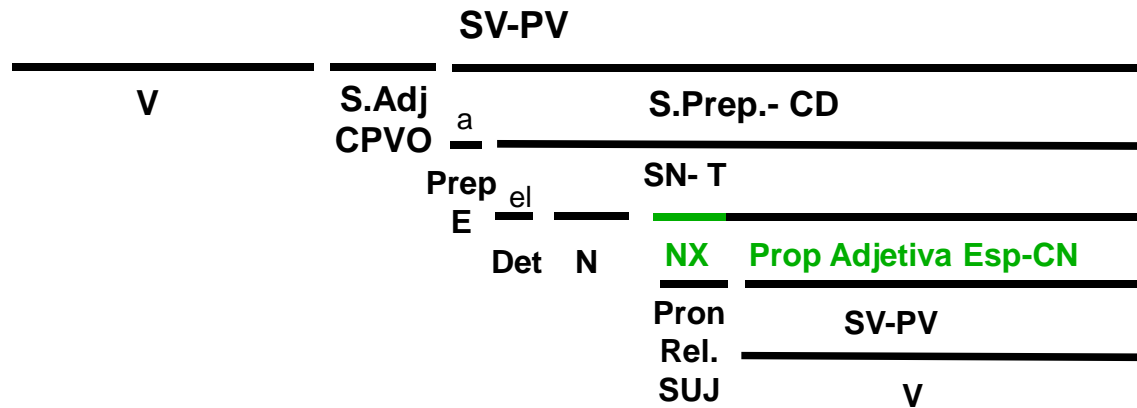 SV-PV
V S.Adj S.Prep.- CD
CPVO a
Prep SN- T
E el
Det N NX Prop Adjetiva Esp-CN
Pron SV-PV
Rel.
SUJ V